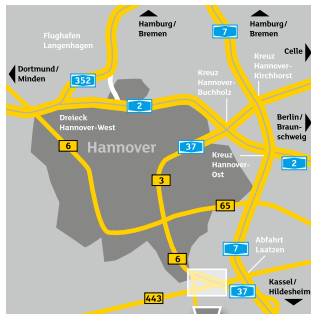 Hamburg/
Bremen
Hamburg/
Bremen
Flughafen
Langenhagen
7
Celle
Kreuz
Hannover-
Kirchhorst
Dortmund/
Minden
352
Kreuz
Hannover-
Buchholz
2
Dreieck
Hannover-West
Berlin/
Braun-
schweig
6
Hannover
37
Kreuz
Hannover-
Ost
2
3
65
7
Abfahrt
Laatzen
6
Kassel/
Hildesheim
37
443